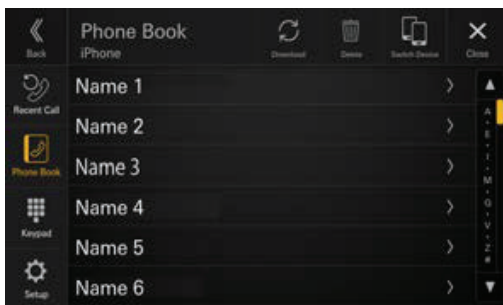 Phone Book
iPhone
Back
Download
Delete
Switch Device
Close
Recent Call
Phone Book
Keypad
Setup
Name 1
Name 2
Name 3
Name 4
Name 5
Name 6
A
E
I
M
Q
V
Z
#